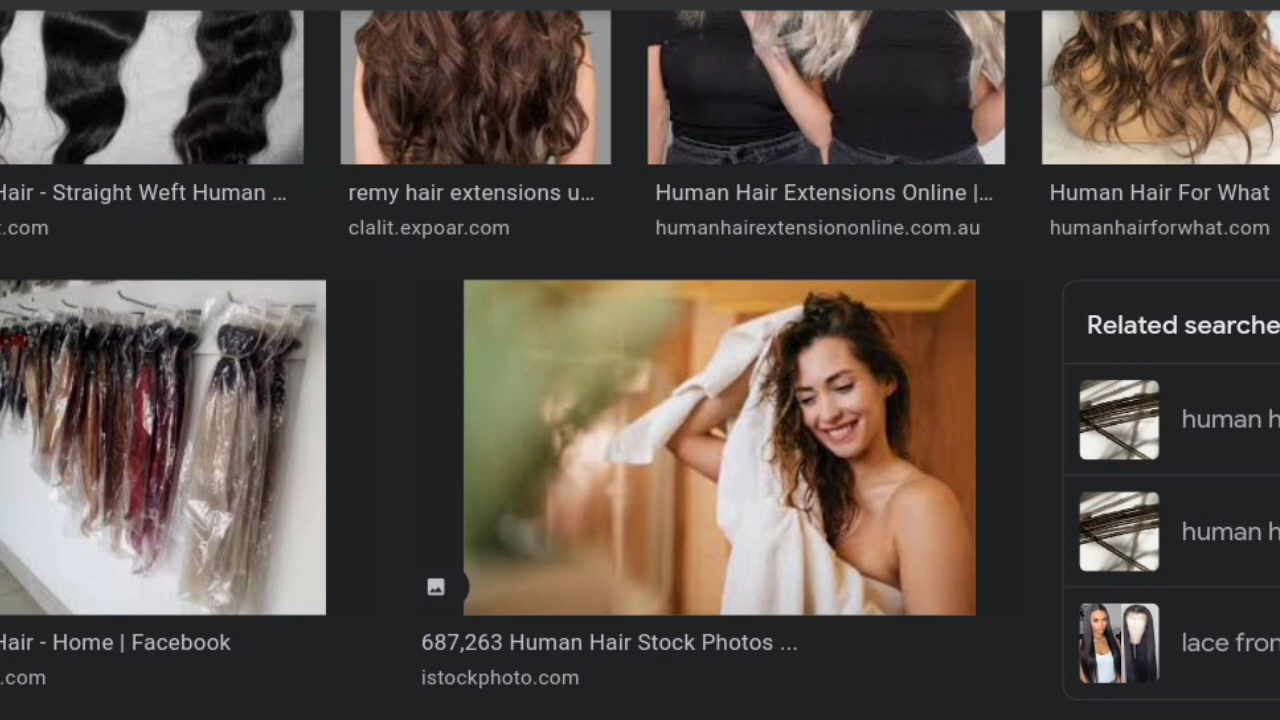 Hair - Straight Weft Human ...
t.com
remy hair extensions u...
clalit.expoar.com
Human Hair Extensions Online |...
humanhairextensiononline.com.au
Human Hair For What
humanhairforwhat.com
Related searche
human h
human h
lace fron
Hair - Home | Facebook
.com
687,263 Human Hair Stock Photos ...
istockphoto.com